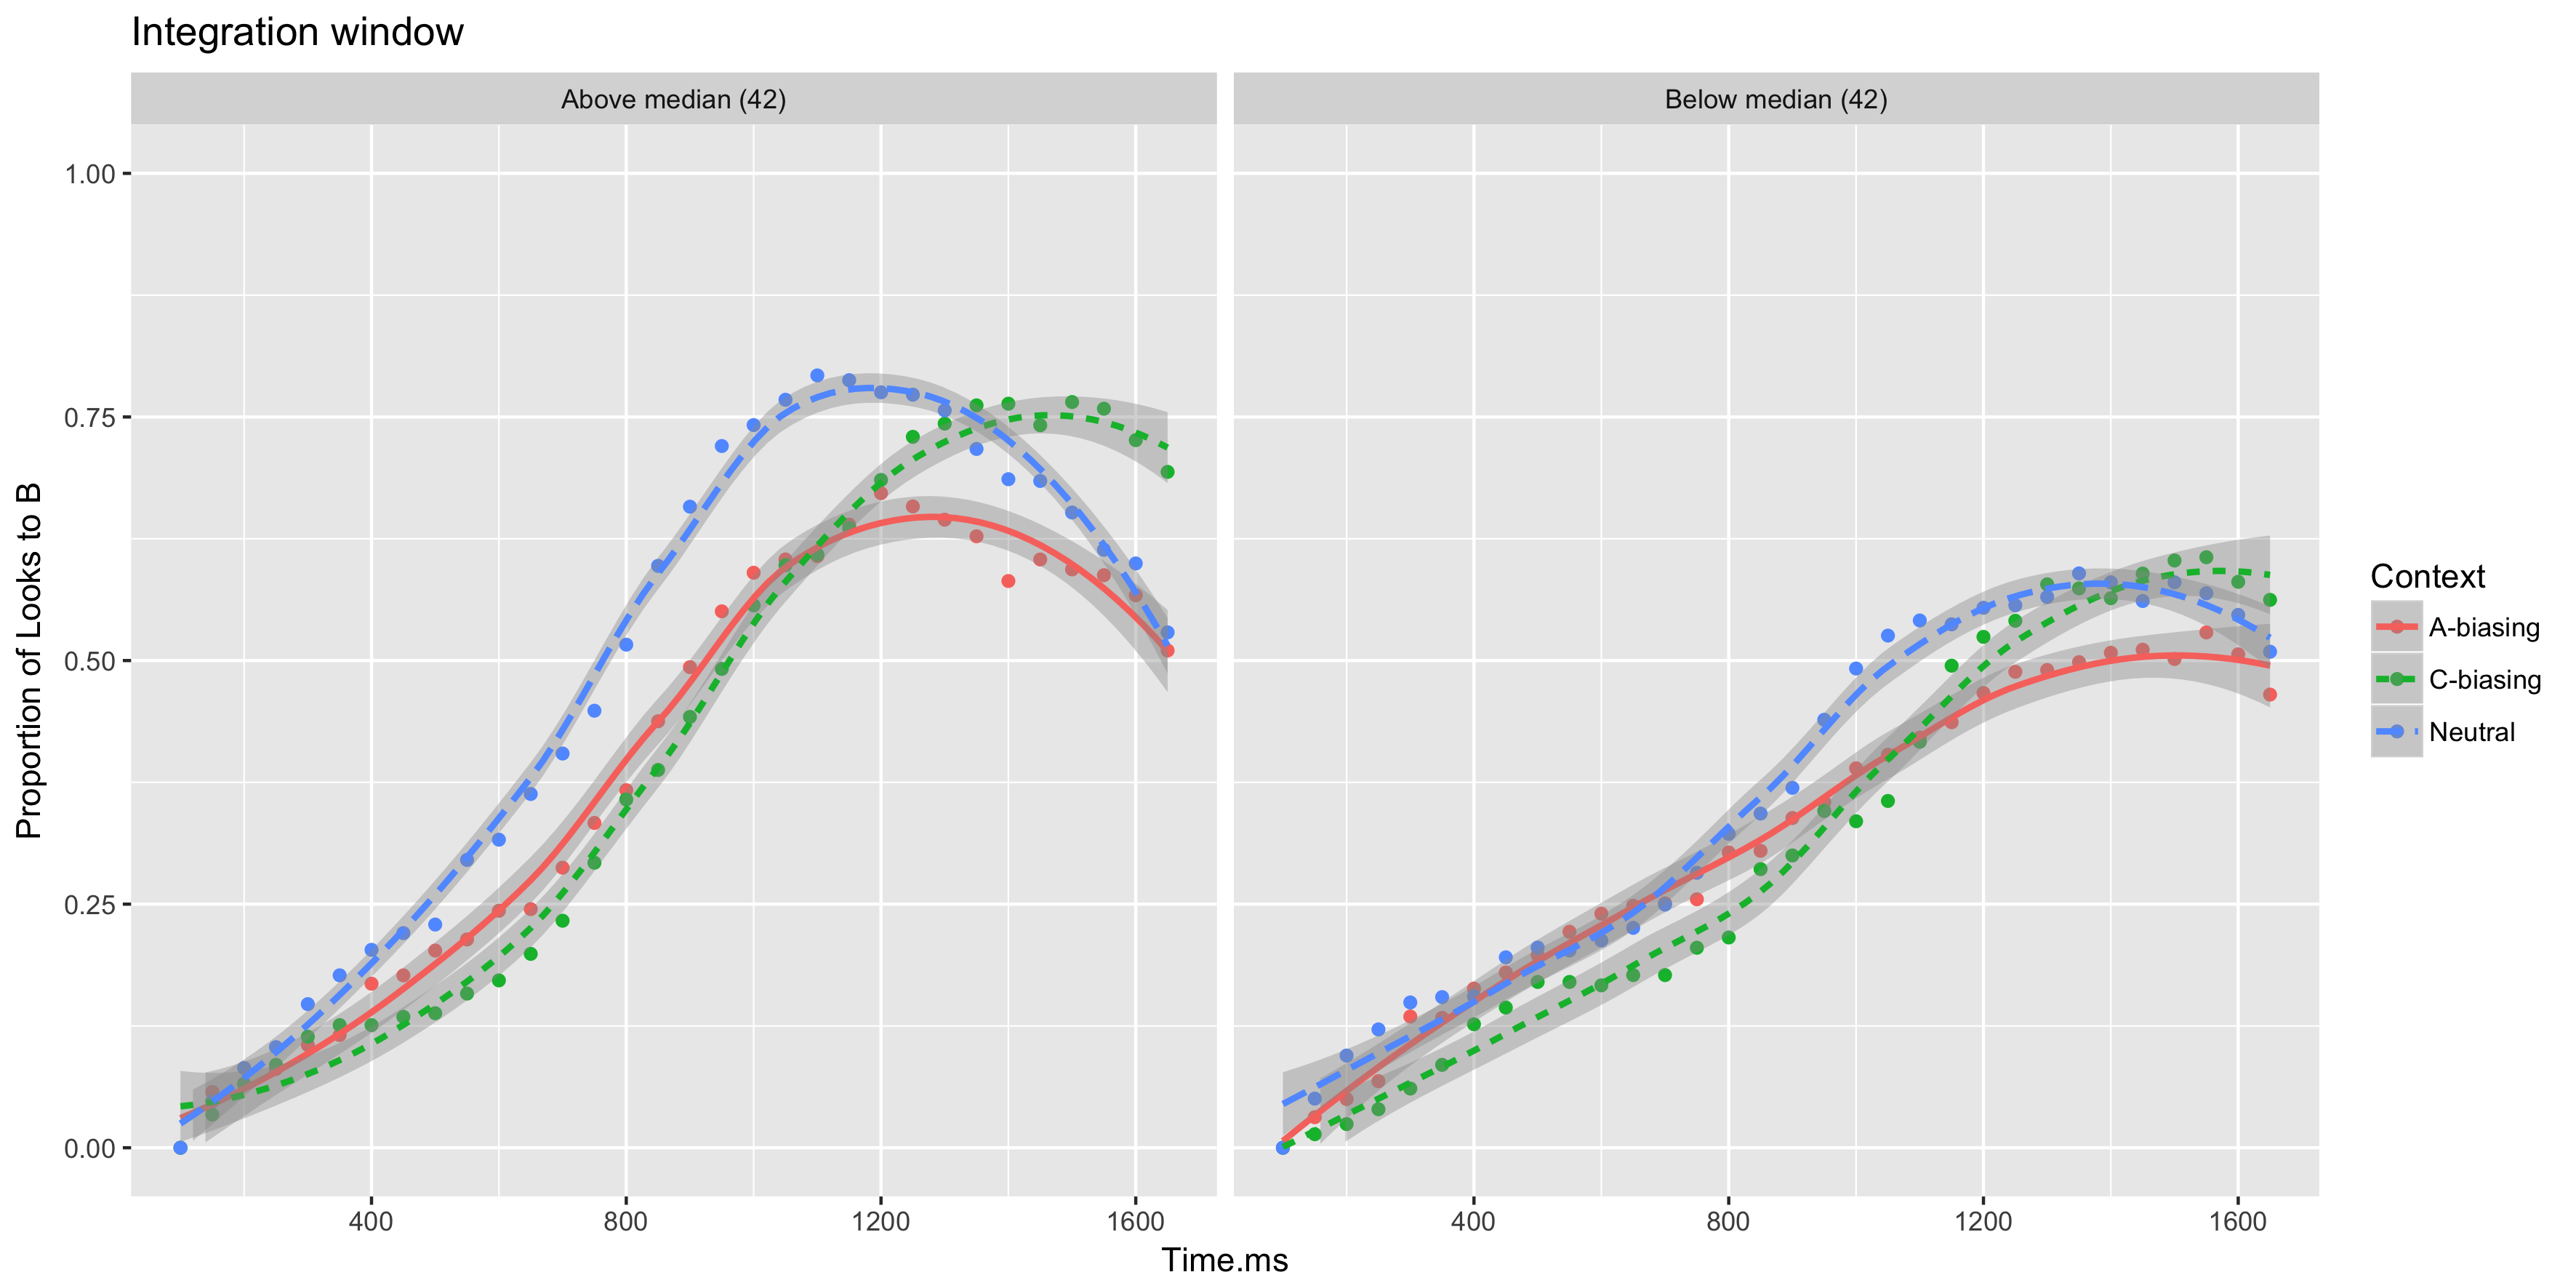 Integration window
Above median (42)
Below median (42)
1.00
0.75
0.50
0.25
0.00
Proportion of Looks to B
400
800
1200
1600
400
800
1200
1600
Time.ms
Context
A-biasing
C-biasing
Neutral